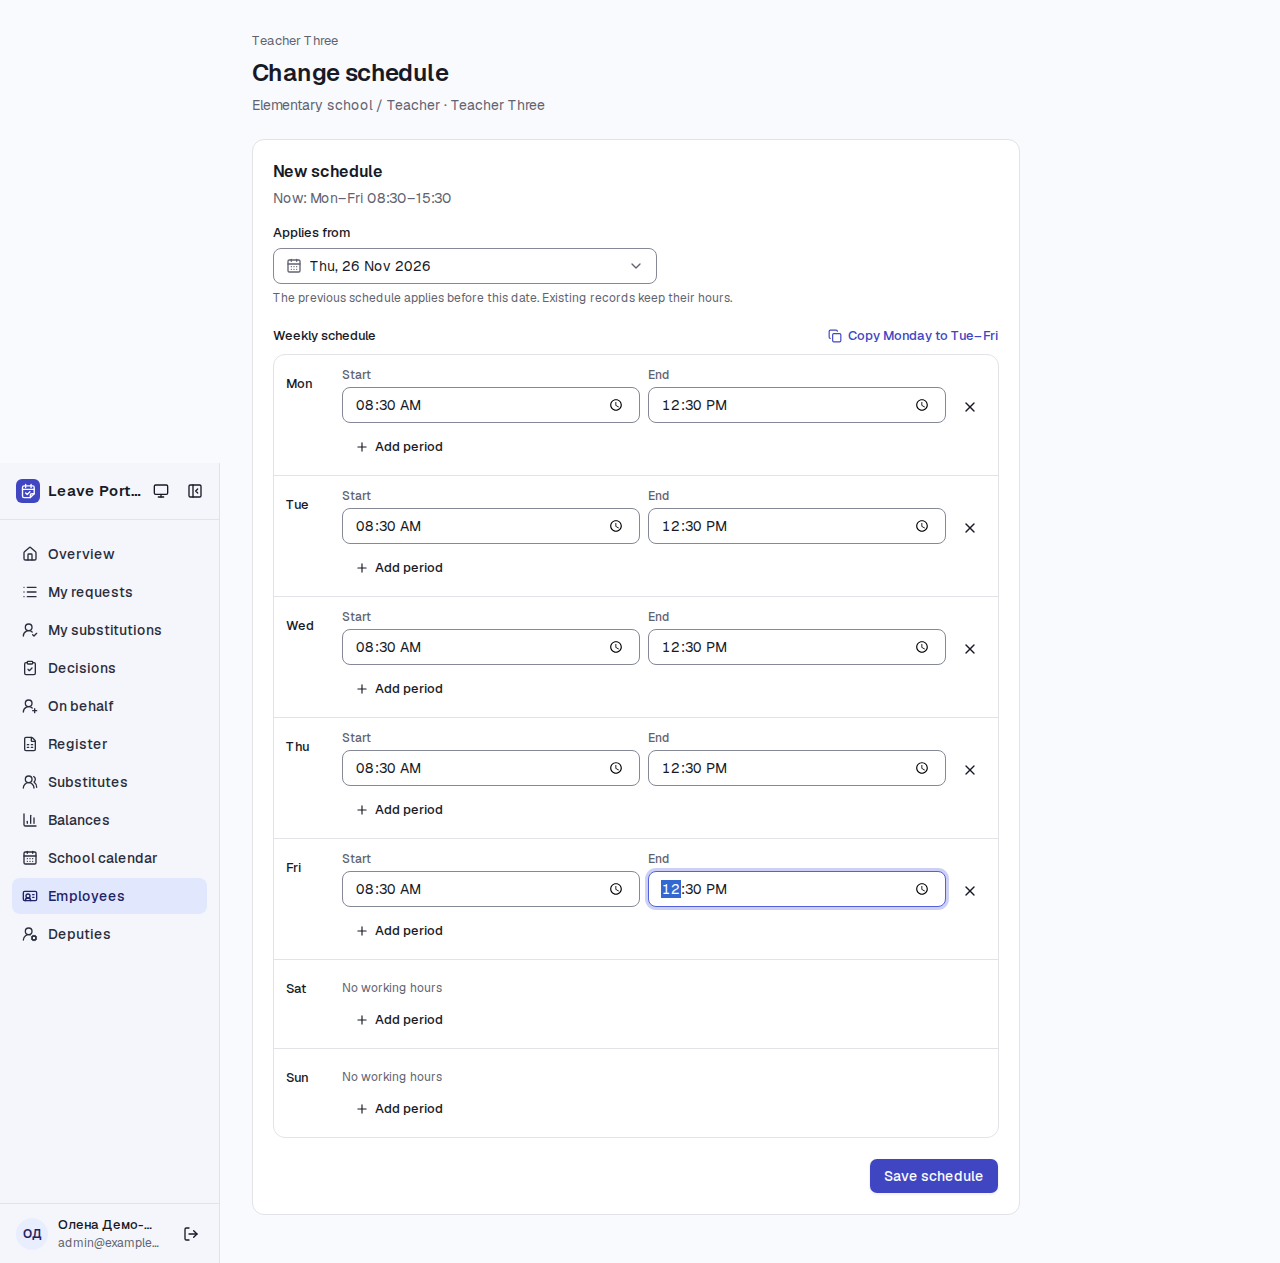 Teacher Three
Change schedule
Elementary school / Teacher · Teacher Three
New schedule
Now: Mon–Fri 08:30–15:30
Applies from
Thu, 26 Nov 2026
The previous schedule applies before this date. Existing records keep their hours.
Weekly schedule
Copy Monday to Tue–Fri
Mon
Start
End
08:30 AM
12:30 PM
Add period
Tue
Start
End
08:30 AM
12:30 PM
Add period
Wed
Start
End
08:30 AM
12:30 PM
Add period
Thu
Start
End
08:30 AM
12:30 PM
Add period
Fri
Start
End
08:30 AM
12:30 PM
Add period
Sat
No working hours
Add period
Sun
No working hours
Add period
Save schedule
Leave Port...
Overview
My requests
My substitutions
Decisions
On behalf
Register
Substitutes
Balances
School calendar
Employees
Deputies
ОД
Олена Демо-...
admin@example...